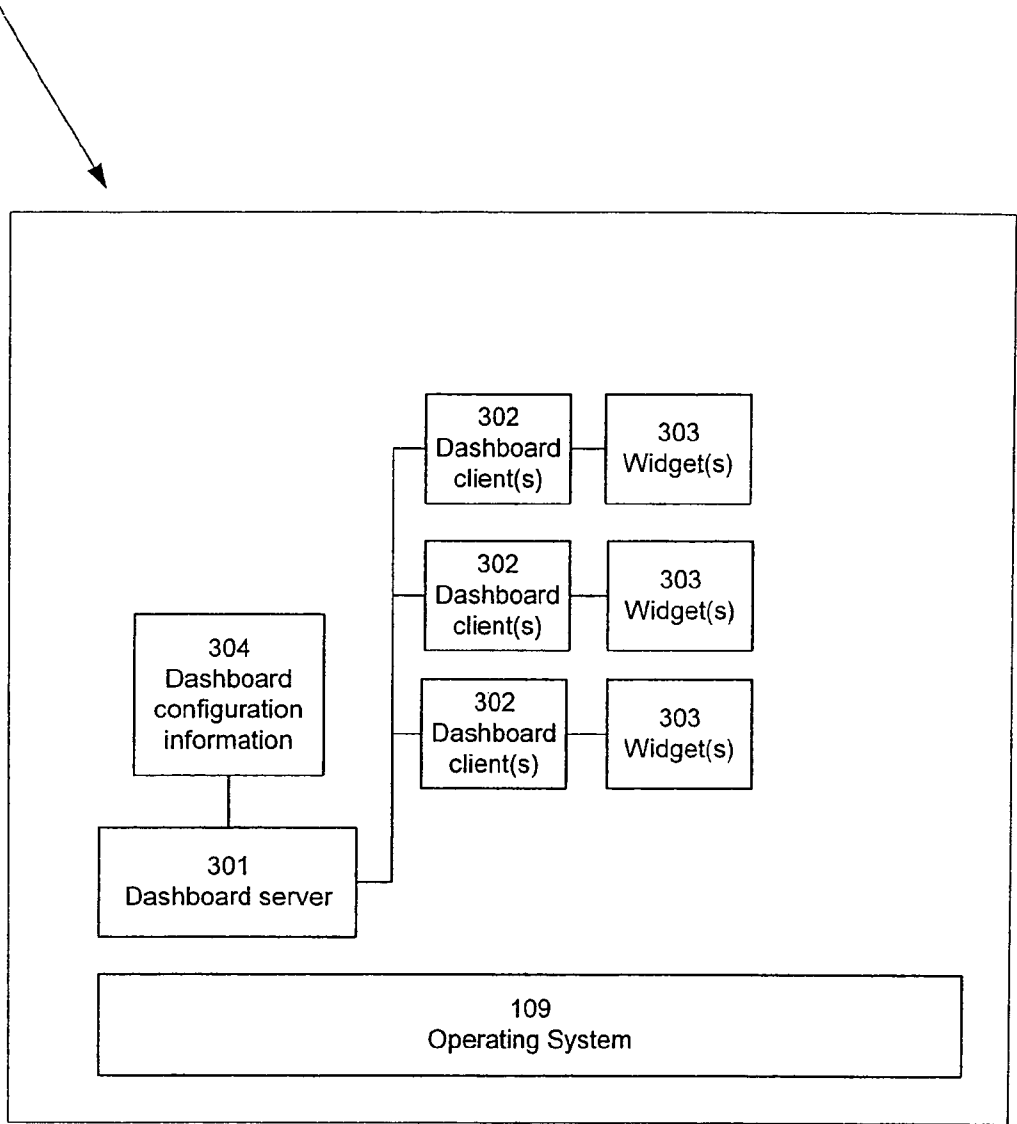 302
Dashboard
client(s)
303
Widget(s)
302
Dashboard
client(s)
303
Widget(s)
304
Dashboard
configuration
information
302
Dashboard
client(s)
303
Widget(s)
301
Dashboard server
109
Operating System